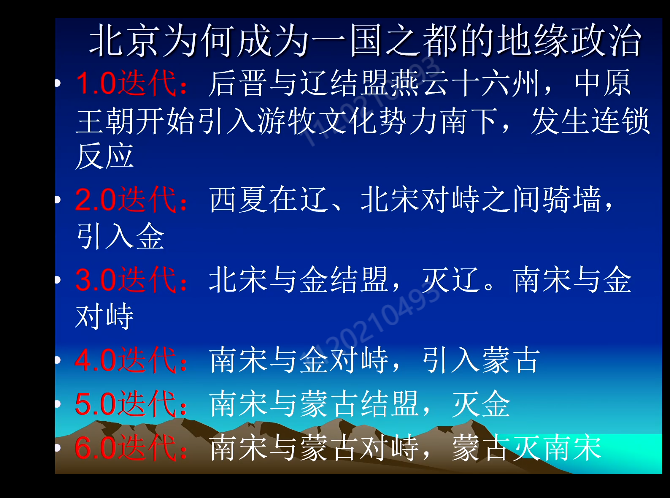 北京为何成为一国之都的地缘政治
• 1.0迭代：后晋与辽结盟燕云十六州，中原
王朝开始引入游牧文化势力南下，发生连锁
反应
• 2.0迭代：西夏在辽、北宋对峙之间骑墙，
引入金
• 3.0迭代：北宋与金结盟，灭辽。南宋与金
对峙
• 4.0迭代：南宋与金对峙，引入蒙古
• 5.0迭代：南宋与蒙古结盟，灭金
• 6.0迭代：南宋与蒙古对峙，蒙古灭南宋